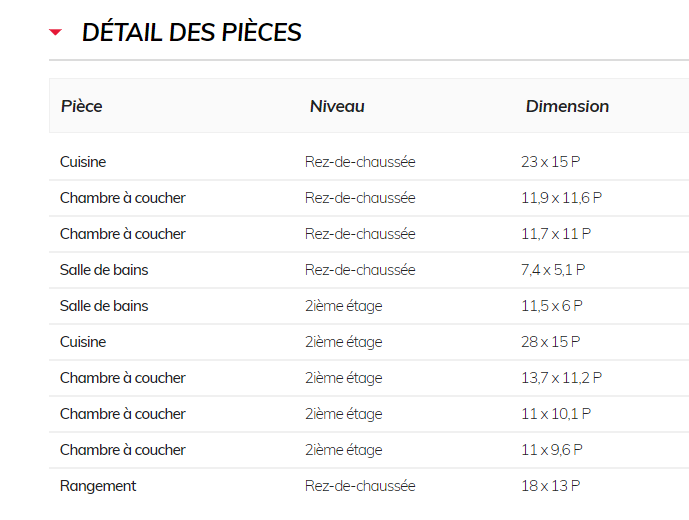 DÉTAIL DES PIÈCES
Pièce Niveau Dimension
Cuisine Rez-de-chaussée 23 x 15 P
Chambre à coucher Rez-de-chaussée 11,9 x 11,6 P
Chambre à coucher Rez-de-chaussée 11,7 x 11 P
Salle de bains Rez-de-chaussée 7,4 x 5,1 P
Salle de bains 2ième étage 11,5 x 6 P
Cuisine 2ième étage 28 x 15 P
Chambre à coucher 2ième étage 13,7 x 11,2 P
Chambre à coucher 2ième étage 11 x 10,1 P
Chambre à coucher 2ième étage 11 x 9,6 P
Rangement Rez-de-chaussée 18 x 13 P